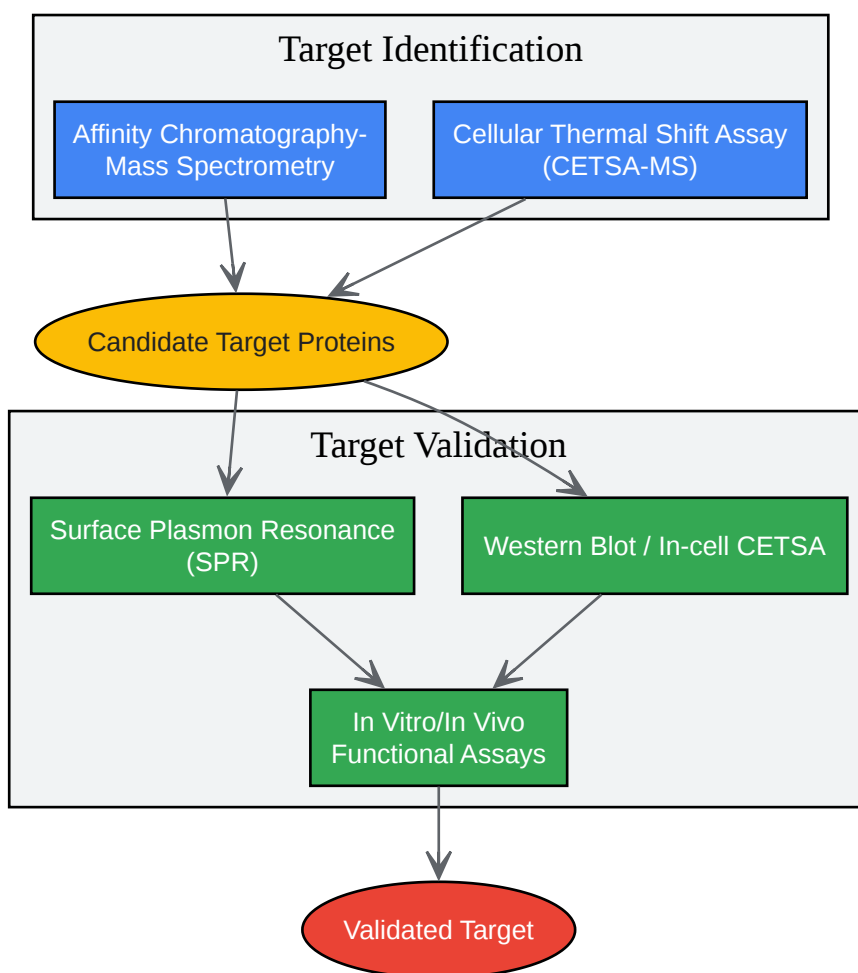 Target Identification
Affinity Chromatography-
Mass Spectrometry
Cellular Thermal Shift Assay
(CETSA-MS)
Candidate Target Proteins
Target Validation
Surface Plasmon Resonance
(SPR)
Western Blot / In-cell CETSA
In Vitro/In Vivo
Functional Assays
Validated Target